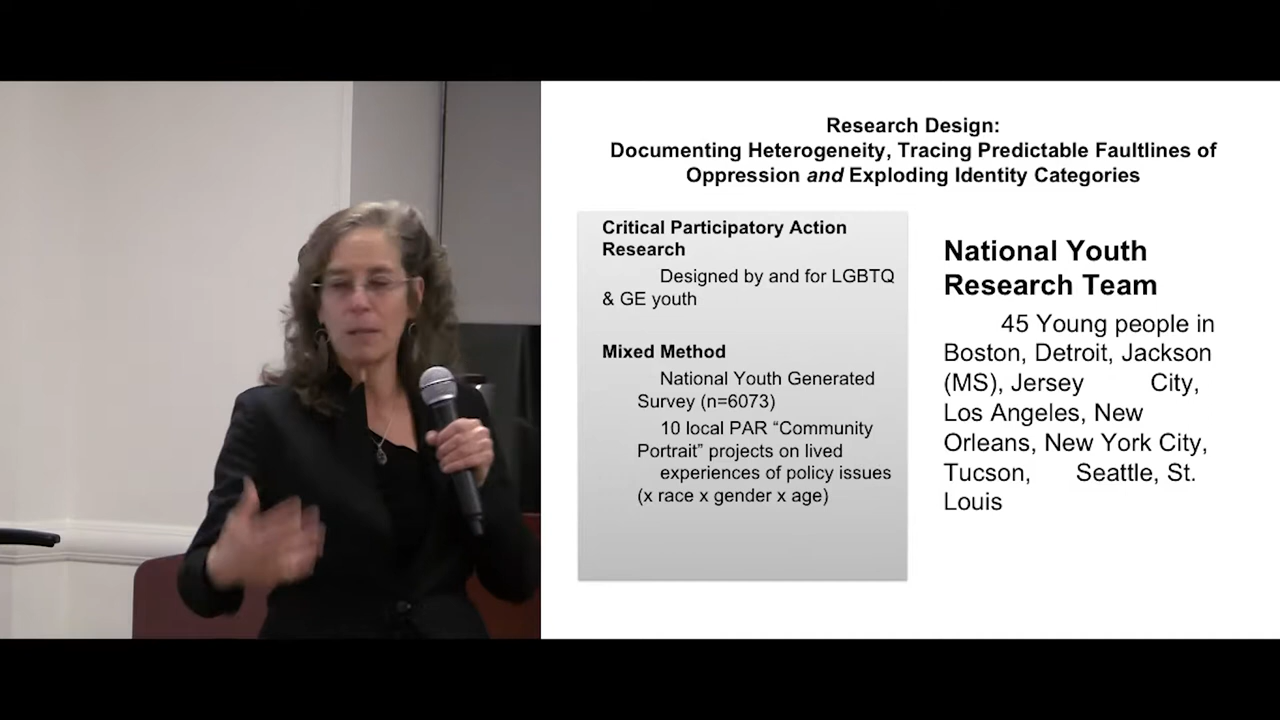 Research Design:
Documenting Heterogeneity, Tracing Predictable Faultlines of
Oppression and Exploding Identity Categories
Critical Participatory Action
Research
Designed by and for LGBTQ
& GE youth
Mixed Method
National Youth Generated
Survey (n=6073)
10 local PAR “Community
Portrait” projects on lived
experiences of policy issues
(x race x gender x age)
National Youth
Research Team
45 Young people in
Boston, Detroit, Jackson
(MS), Jersey City,
Los Angeles, New
Orleans, New York City,
Tucson, Seattle, St.
Louis